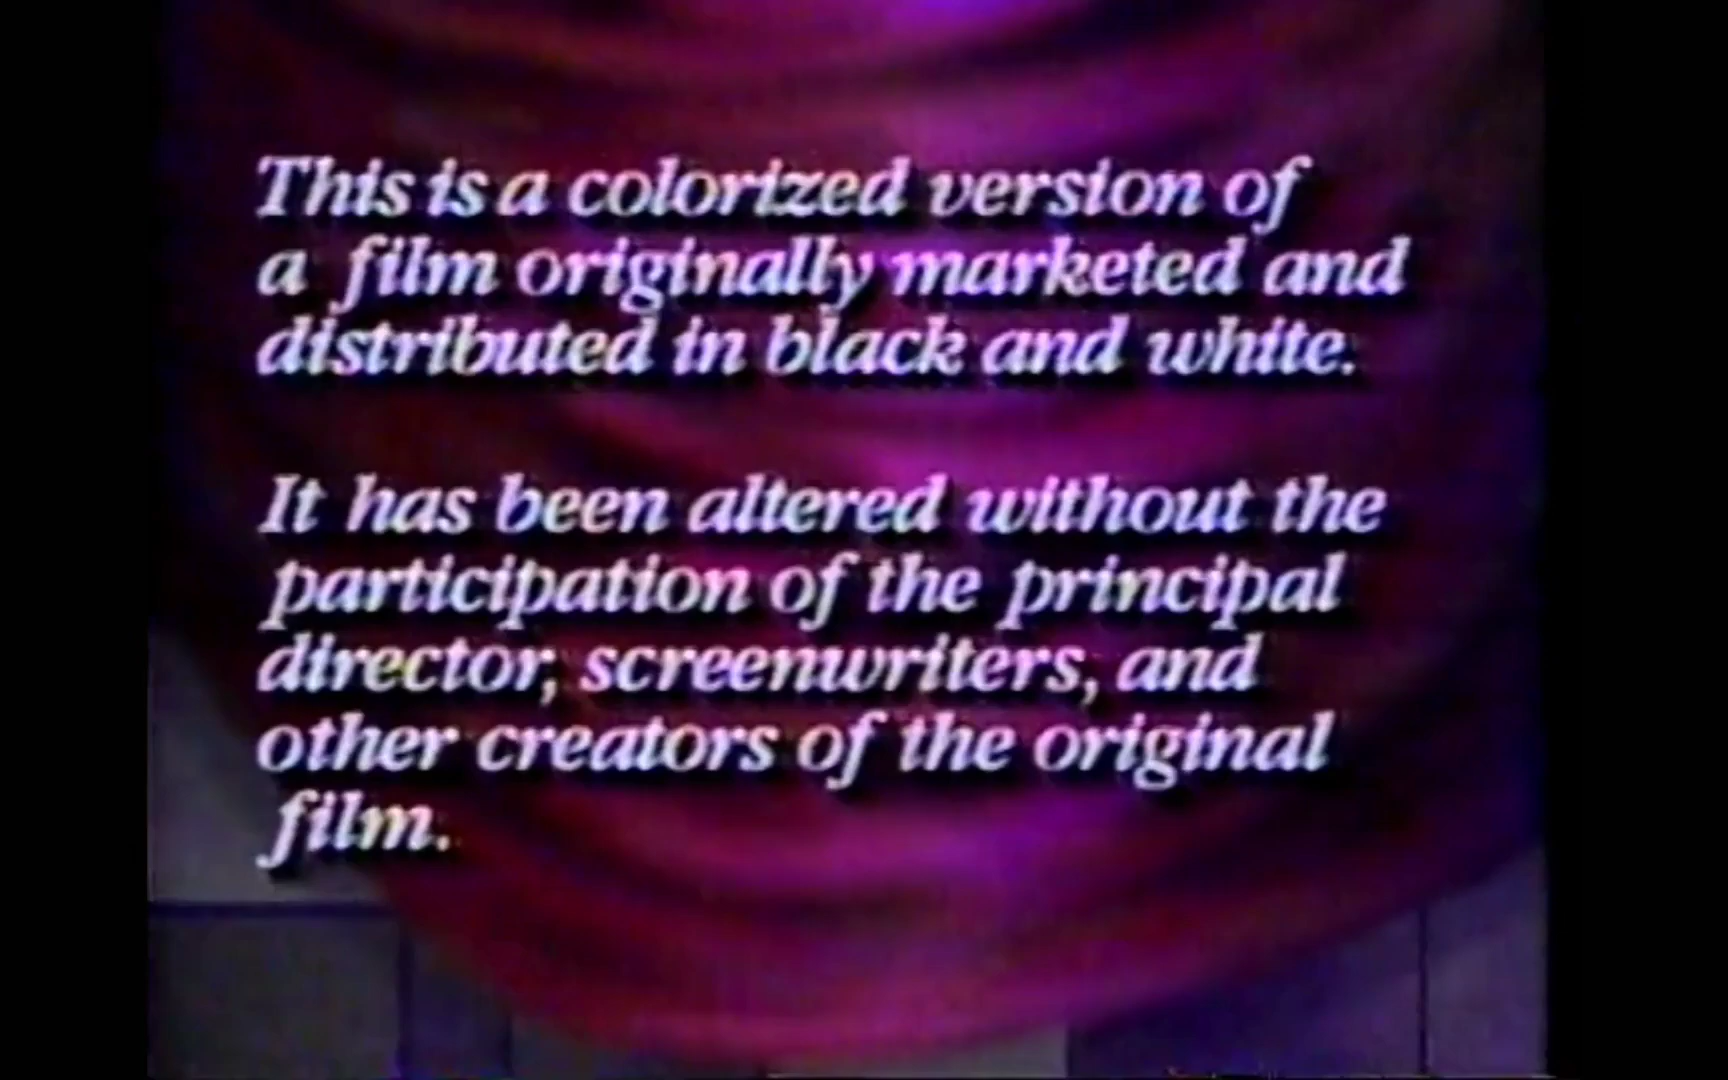 This is a colorized version of
a film originally marketed and
distributed in black and white.
It has been altered without the
participation of the principal
director, screenwriters, and
other creators of the original
film.